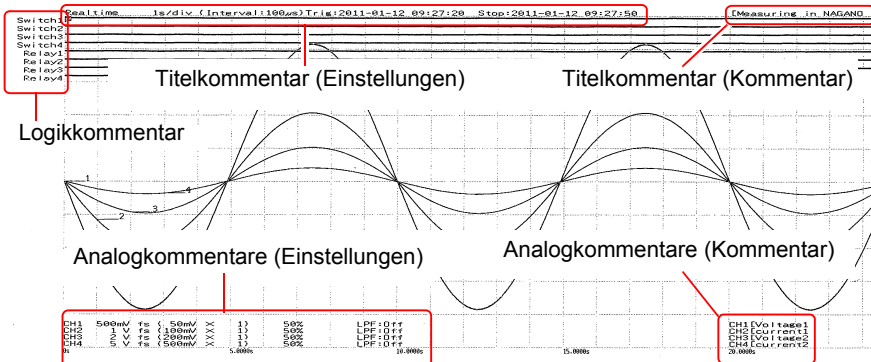 Realtime 1s/div (Interval:100µs)Trig:2011-01-12 09:27:20 Stop:2011-01-12 09:27:50 [Measuring in NAGANO
Switch1
Switch2
Switch3
Switch4
Relay1
Relay2
Relay3
Relay4
Titelkommentar (Einstellungen) Titelkommentar (Kommentar)
Logikkommentar
1
4
3
2
Analogkommentare (Einstellungen) Analogkommentare (Kommentar)
CH1 500mV fs ( 50mV X 1) 50% LPF:Off CH1[Voltage1
CH2 1 V fs (100mV X 1) 50% LPF:Off CH2[current1
CH3 2 V fs (200mV X 1) 50% LPF:Off CH3[Voltage2
CH4 5 V fs (500mV X 1) 50% LPF:Off CH4[current2
0s 5.0000s 10.0000s 15.0000s 20.0000s